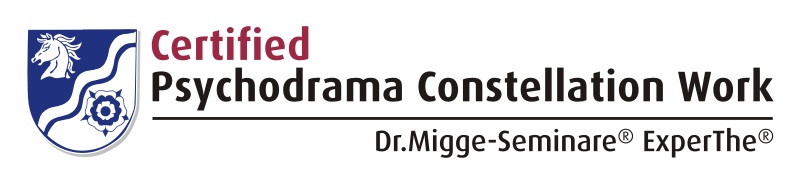 Certified
Psychodrama Constellation Work
Dr.Migge-Seminare® ExperThe®